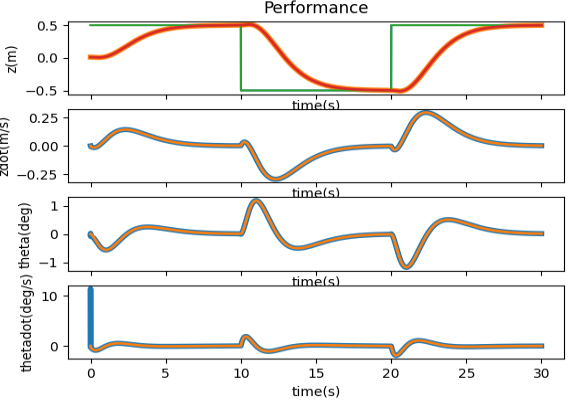 Performance
0.5
0.0
−0.5
z(m)
time(s)
0.25
0.00
−0.25
zdot(m/s)
time(s)
1
0
−1
theta(deg)
time(s)
10
0
thetadot(deg/s)
0 5 10 15 20 25 30
time(s)